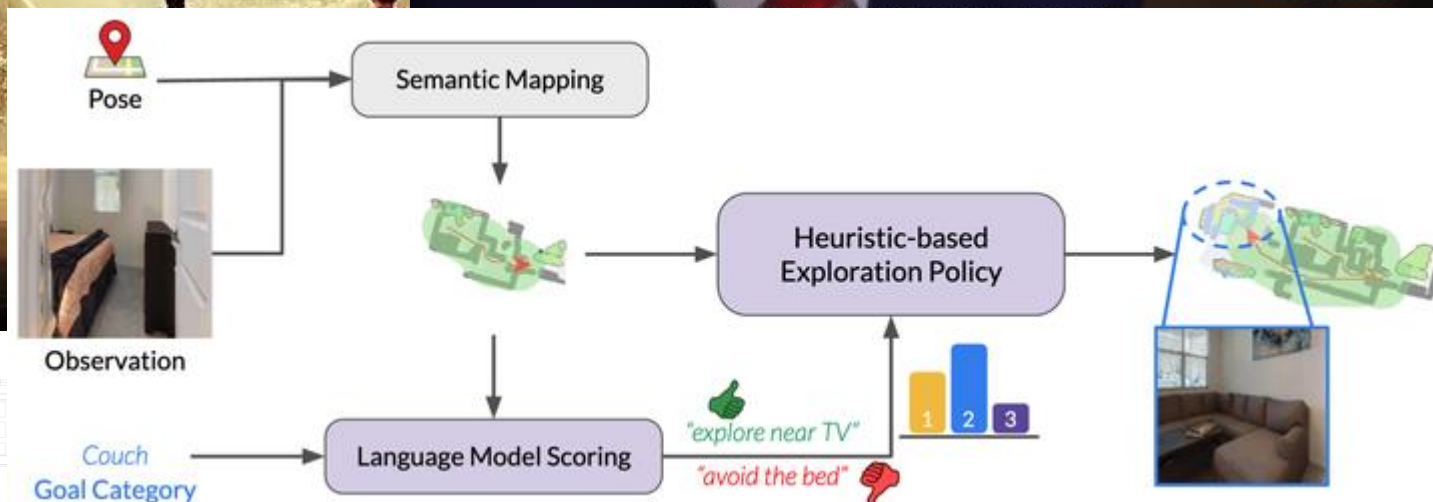 Pose
Semantic Mapping
Observation
Heuristic-based
Exploration Policy
Couch
Goal Category
Language Model Scoring
"explore near TV"
"avoid the bed"
1
2
3